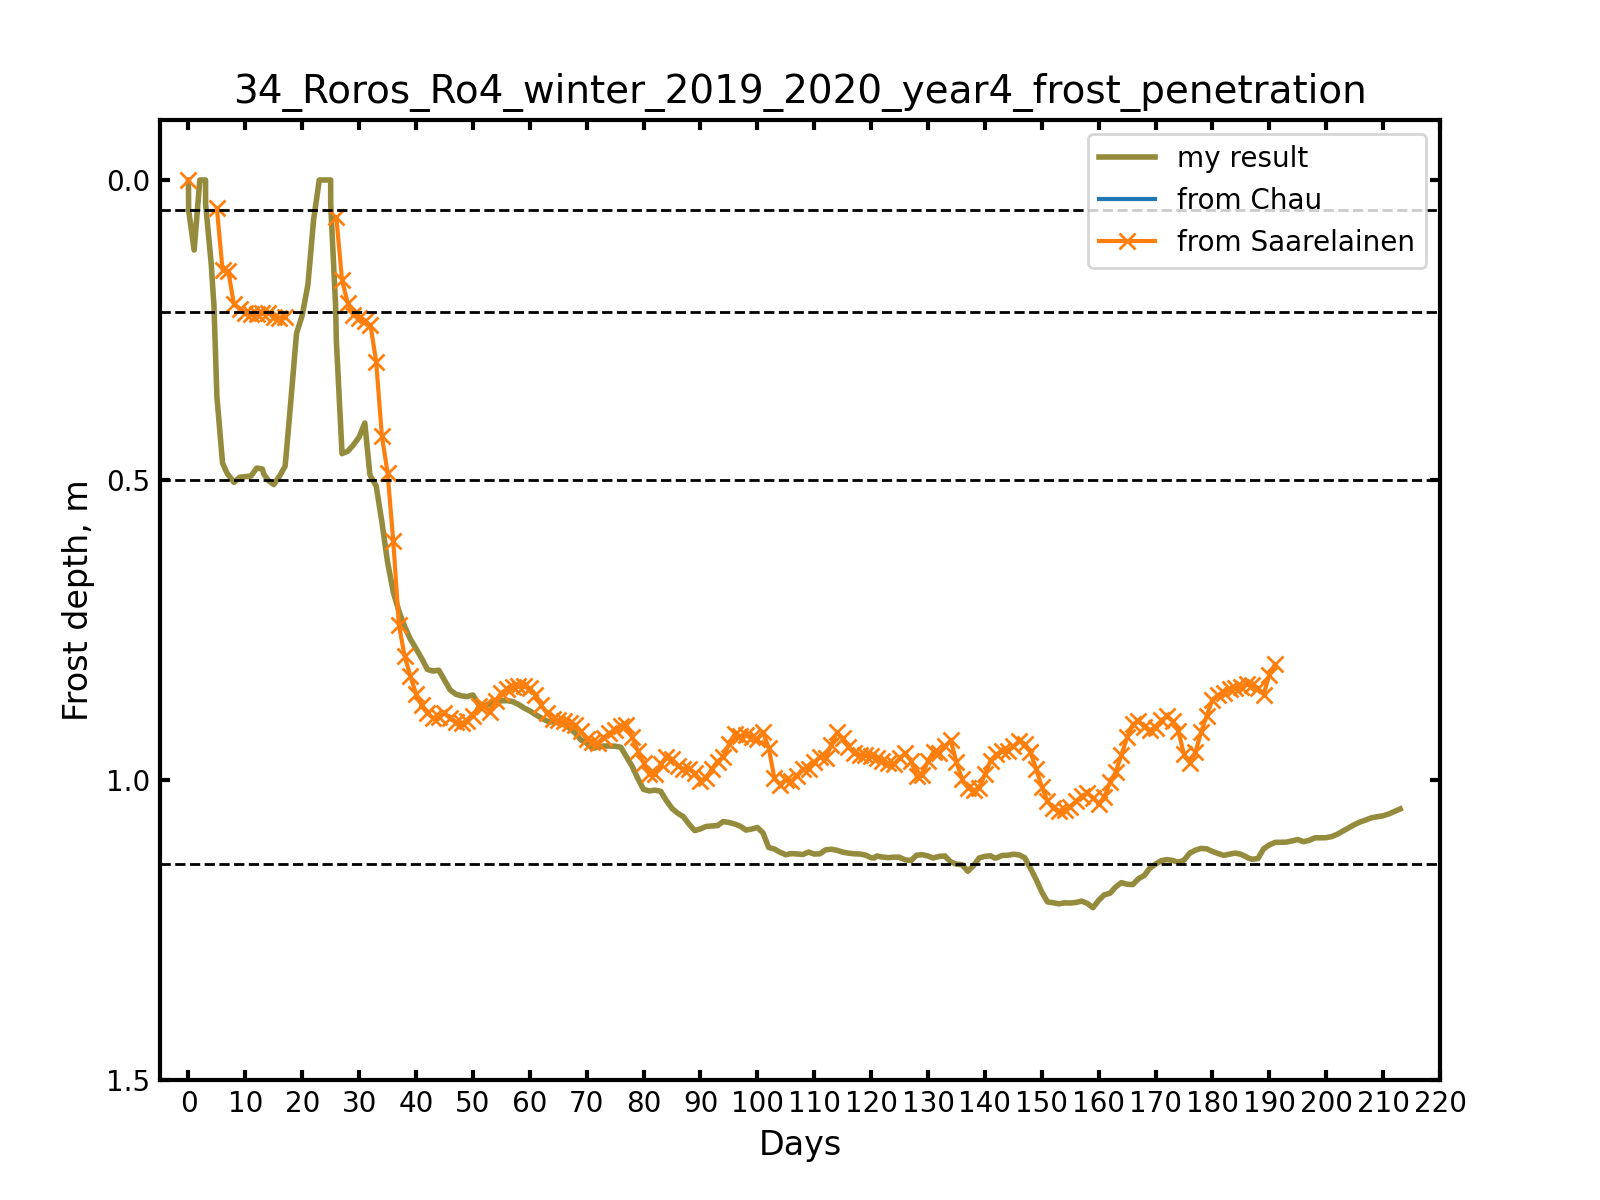 34_Roros_Ro4_winter_2019_2020_year4_frost_penetration
my result
from Chau
from Saarelainen
Frost depth, m
0.0
0.5
1.0
1.5
0 10 20 30 40 50 60 70 80 90 100 110 120 130 140 150 160 170 180 190 200 210 220
Days